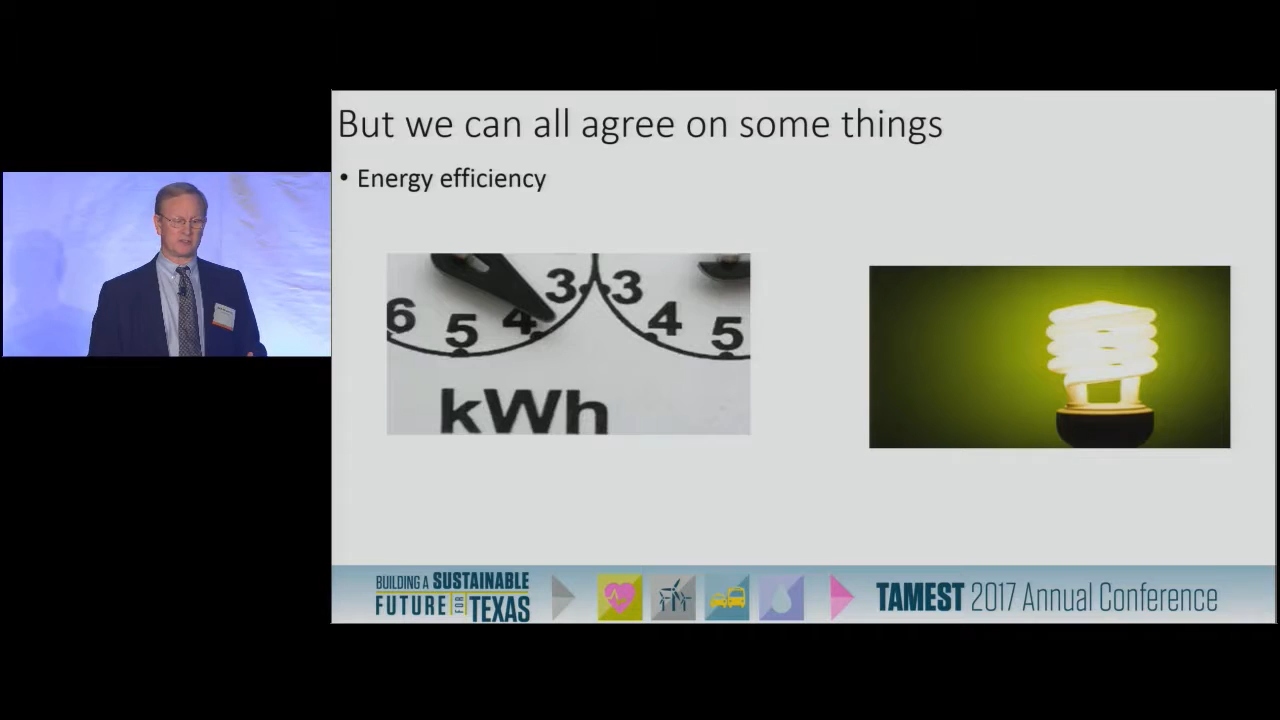 But we can all agree on some things
• Energy efficiency
6 5 4 3 3 4 5
kWh
BUILDING A SUSTAINABLE
FUTURE FOR TEXAS
TAMEST 2017 Annual Conference